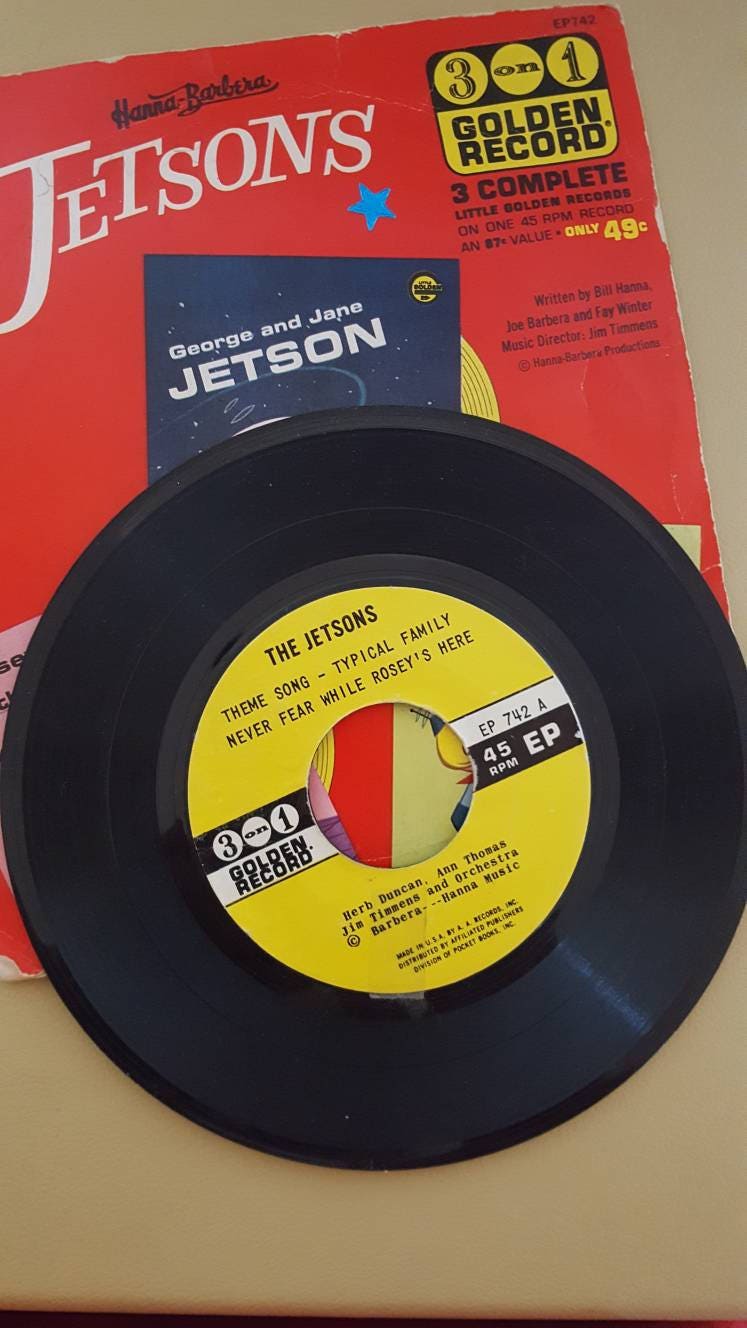 EP742
Hanna-Barbera
JETSONS
3 on 1
GOLDEN
RECORD®
3 COMPLETE
LITTLE GOLDEN RECORDS
ON ONE 45 RPM RECORD
AN 87¢ VALUE • ONLY 49¢
Written by Bill Hanna,
Joe Barbera and Fay Winter
Music Director: Jim Timmens
© Hanna-Barbera Productions
George and Jane
JETSON
THE JETSONS
THEME SONG - TYPICAL FAMILY
NEVER FEAR WHILE ROSEY'S HERE
EP 742 A
45
RPM
EP
3 on 1
GOLDEN
RECORD
Herb Duncan, Ann Thomas
Jim Timmens and Orchestra
© Barbera---Hanna Music
MADE IN U.S.A. BY A. A. RECORDS, INC.
DISTRIBUTED BY AFFILIATED PUBLISHERS
DIVISION OF POCKET BOOKS, INC.